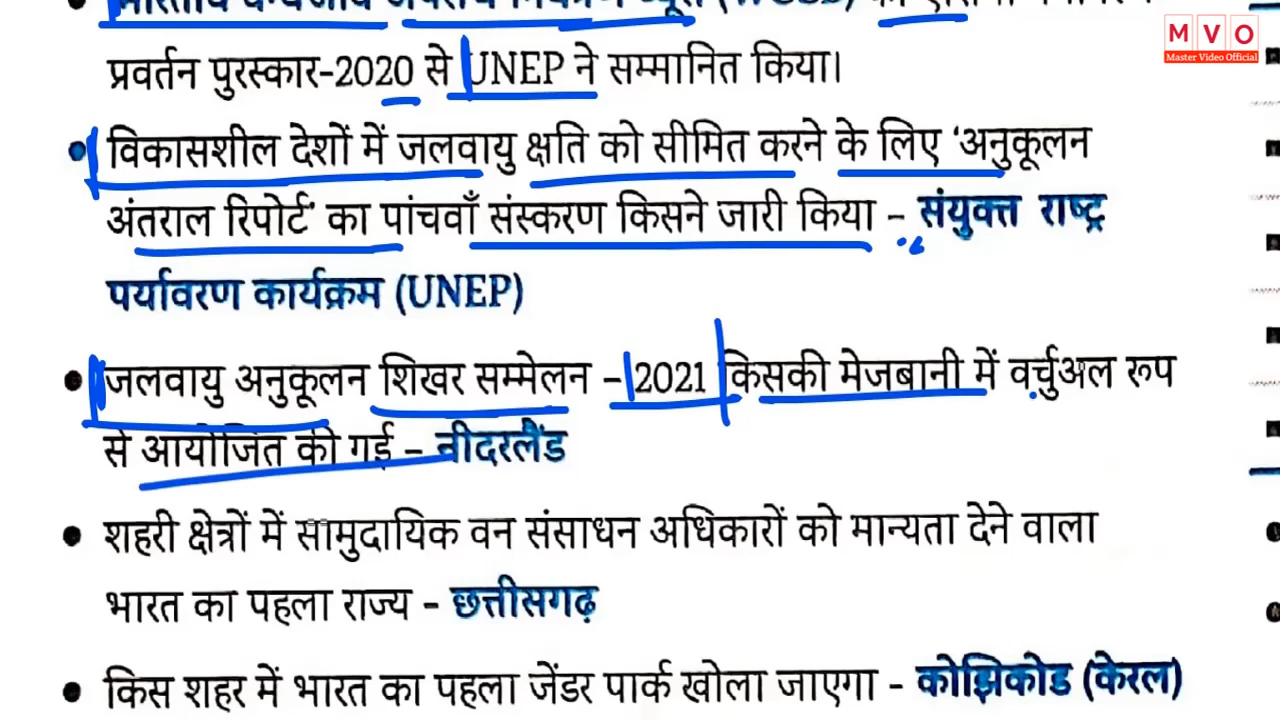 M V O
Master Video Official
प्रवर्तन पुरस्कार-2020 से UNEP ने सम्मानित किया।
विकासशील देशों में जलवायु क्षति को सीमित करने के लिए ‘अनुकूलन
अंतराल रिपोर्ट’ का पांचवाँ संस्करण किसने जारी किया – संयुक्त राष्ट्र
पर्यावरण कार्यक्रम (UNEP)
जलवायु अनुकूलन शिखर सम्मेलन – 2021 किसकी मेजबानी में वर्चुअल रूप
से आयोजित की गई – नीदरलैंड
शहरी क्षेत्रों में सामुदायिक वन संसाधन अधिकारों को मान्यता देने वाला
भारत का पहला राज्य - छत्तीसगढ़
किस शहर में भारत का पहला जेंडर पार्क खोला जाएगा - कोझिकोड (केरल)